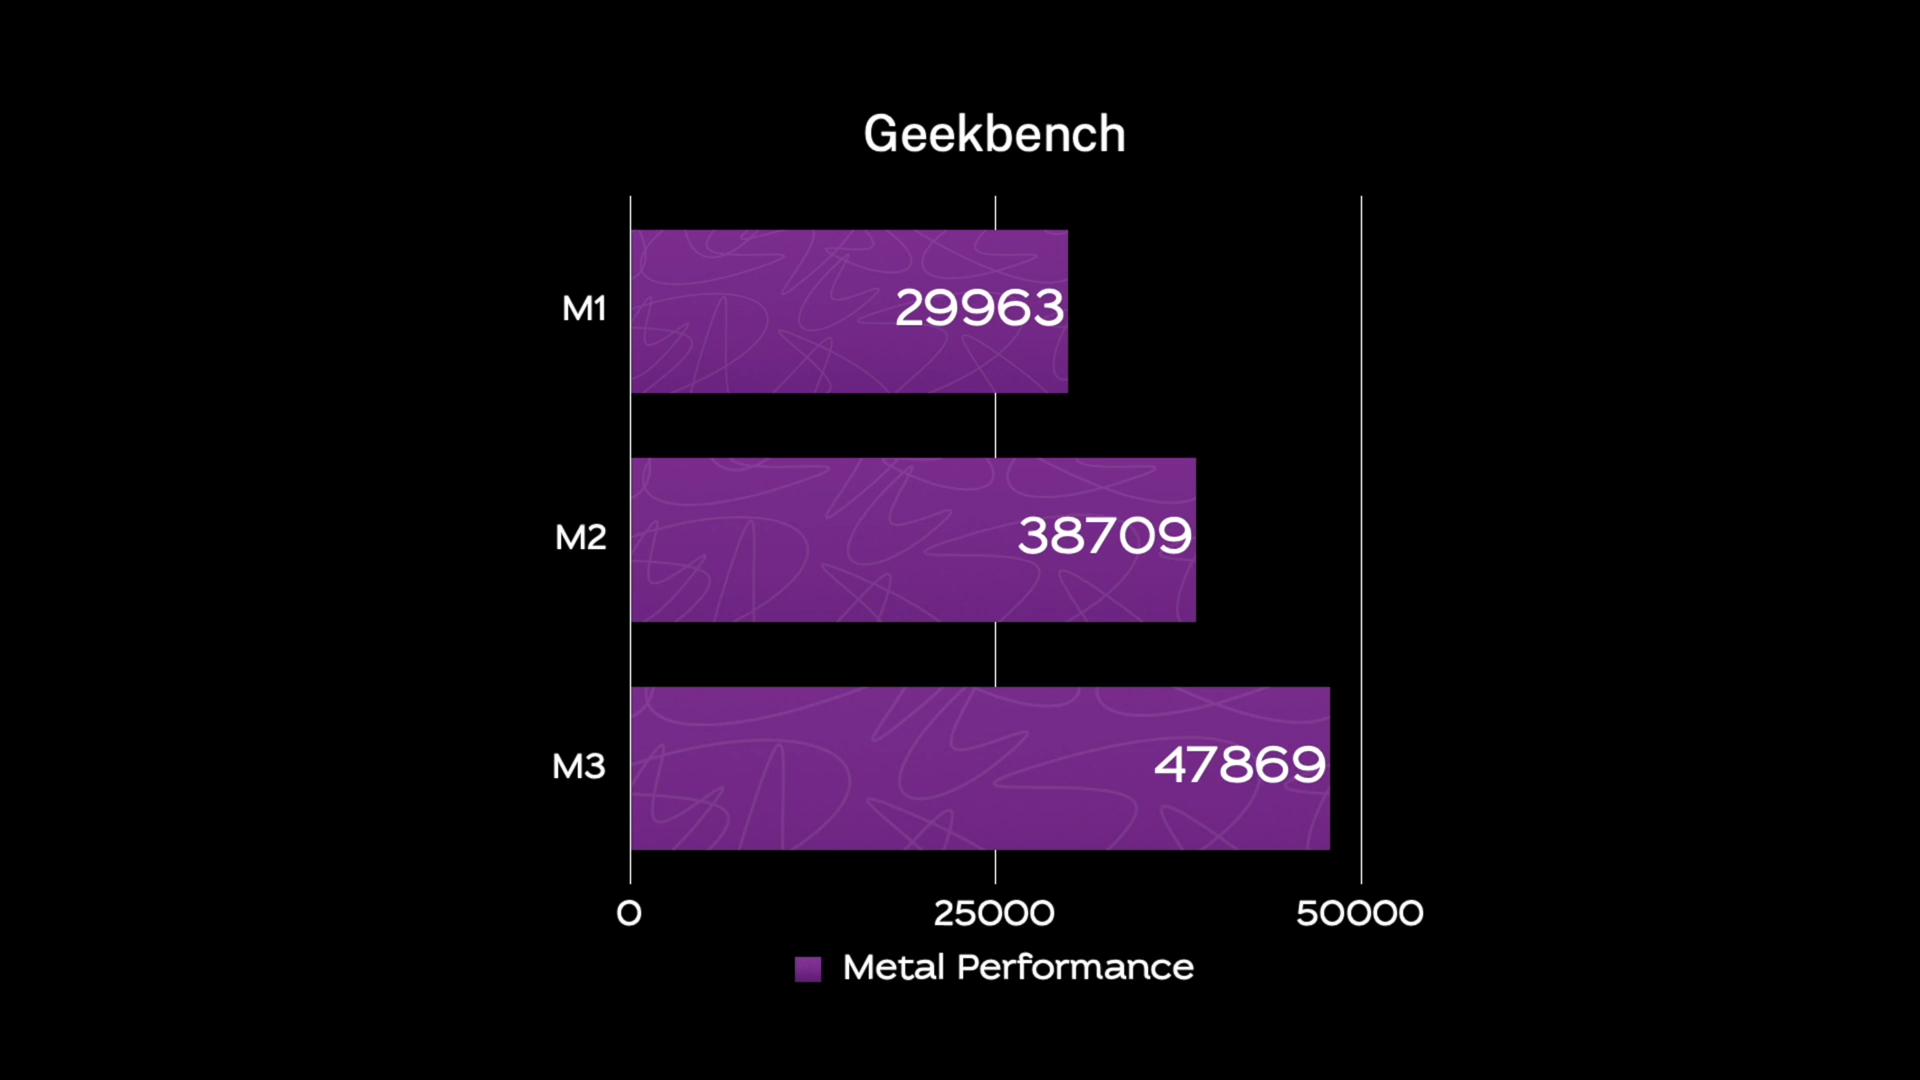 Geekbench
M1
29963
M2
38709
M3
47869
0 25000 50000
Metal Performance